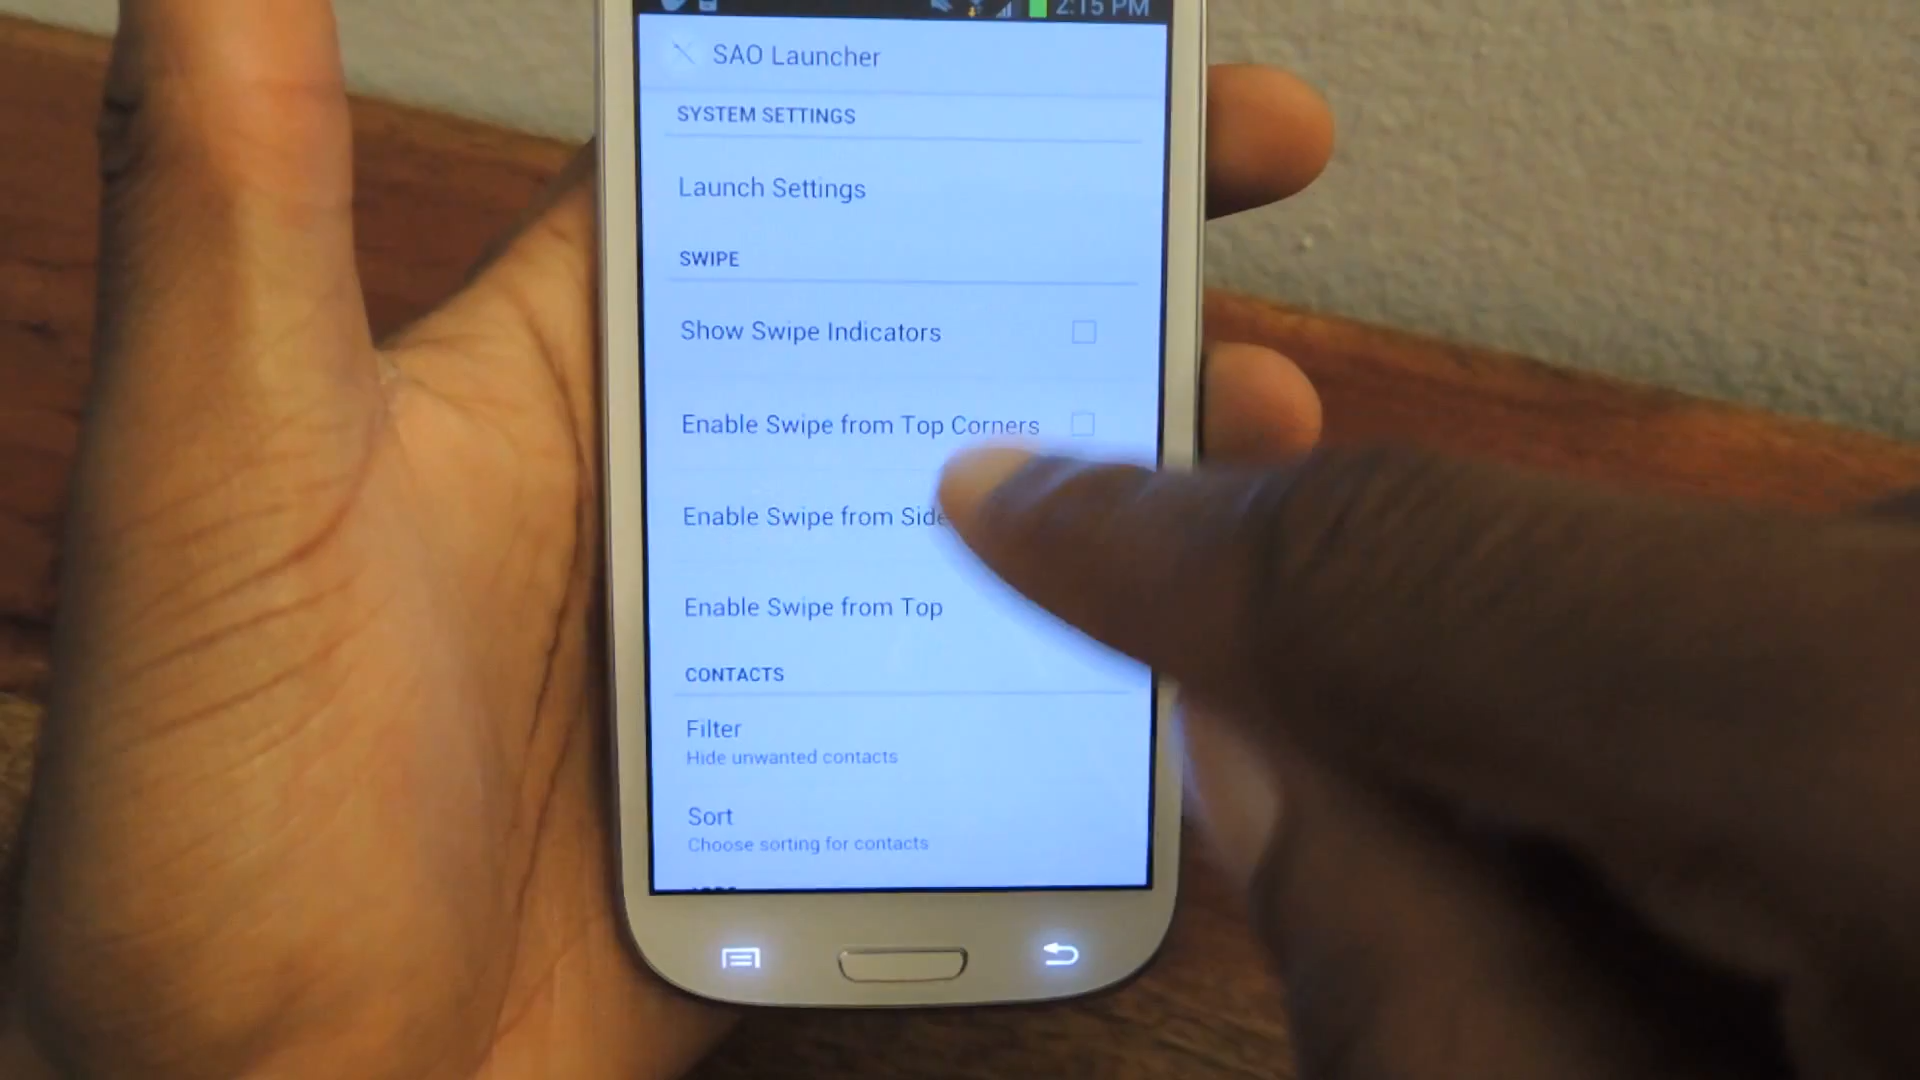 2:15 PM
SAO Launcher
SYSTEM SETTINGS
Launch Settings
SWIPE
Show Swipe Indicators
Enable Swipe from Top Corners
Enable Swipe from Side
Enable Swipe from Top
CONTACTS
Filter
Hide unwanted contacts
Sort
Choose sorting for contacts